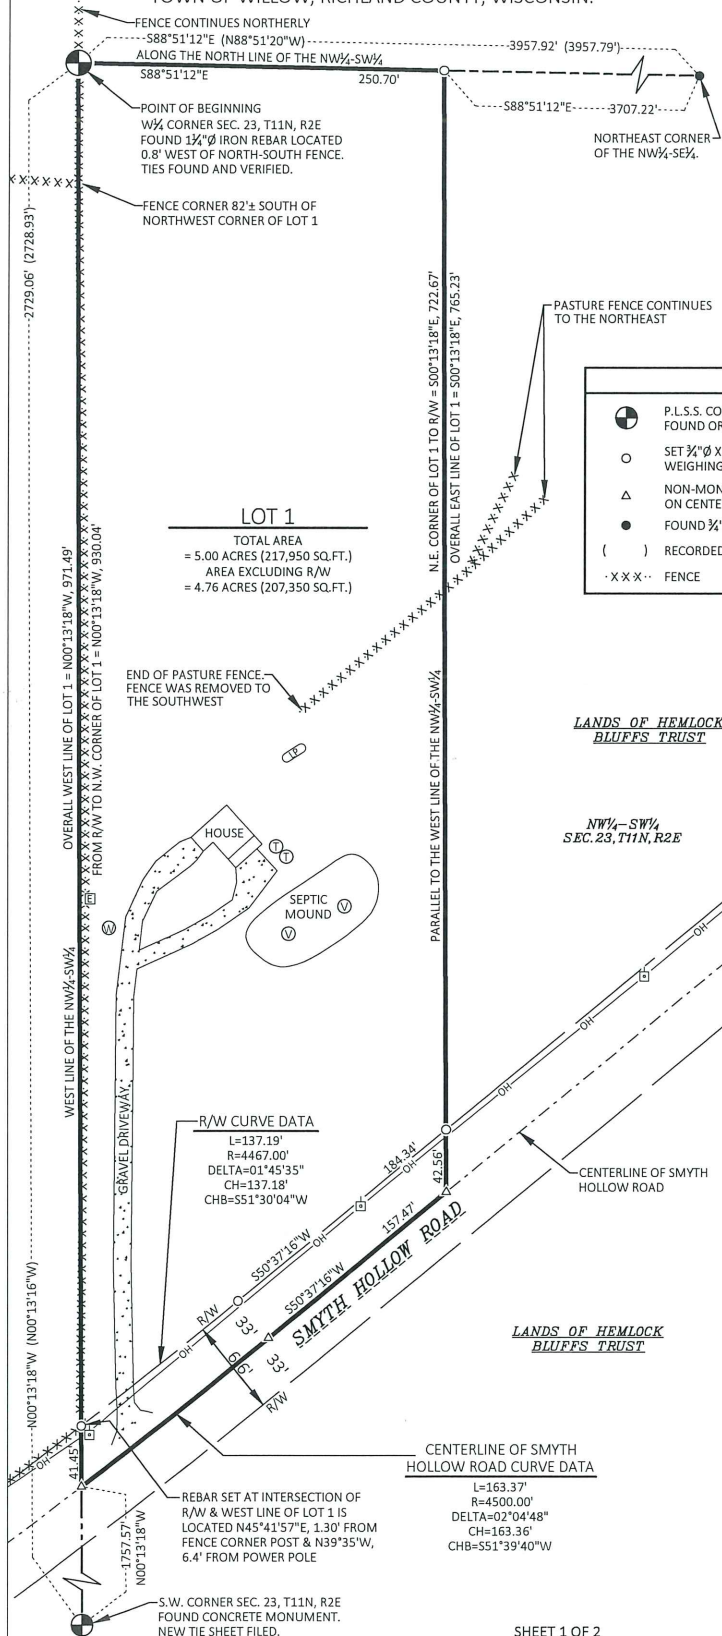 TOWN OF WILLOW, RICHLAND COUNTY, WISCONSIN.
FENCE CONTINUES NORTHERLY
S88°51'12"E (N88°51'20"W)
3957.92' (3957.79')
ALONG THE NORTH LINE OF THE NW¼-SW¼
S88°51'12"E
250.70'
S88°51'12"E
3707.22'
POINT OF BEGINNING
W¼ CORNER SEC. 23, T11N, R2E
FOUND 1¼"Ø IRON REBAR LOCATED
0.8' WEST OF NORTH-SOUTH FENCE.
TIES FOUND AND VERIFIED.
NORTHEAST CORNER
OF THE NW¼-SE¼.
FENCE CORNER 82'± SOUTH OF
NORTHWEST CORNER OF LOT 1
2729.06' (2728.93')
N.E. CORNER OF LOT 1 TO R/W = S00°13'18"E, 722.67'
OVERALL EAST LINE OF LOT 1 = S00°13'18"E, 765.23'
PASTURE FENCE CONTINUES
TO THE NORTHEAST
P.L.S.S. CO
FOUND OR
SET ¾"Ø X
WEIGHING
NON-MON
ON CENTE
FOUND ¾"
( ) RECORDED
·X X X·· FENCE
LOT 1
TOTAL AREA
= 5.00 ACRES (217,950 SQ.FT.)
AREA EXCLUDING R/W
= 4.76 ACRES (207,350 SQ.FT.)
OVERALL WEST LINE OF LOT 1 = N00°13'18"W, 971.49'
FROM R/W TO N.W. CORNER OF LOT 1 = N00°13'18"W, 930.04'
END OF PASTURE FENCE.
FENCE WAS REMOVED TO
THE SOUTHWEST
LP
LANDS OF HEMLOCK
BLUFFS TRUST
NW¼-SW¼
SEC. 23, T11N, R2E
HOUSE
T
T
SEPTIC
MOUND
V
V
E
W
PARALLEL TO THE WEST LINE OF THE NW¼-SW¼
WEST LINE OF THE NW¼-SW¼
GRAVEL DRIVEWAY
OH
OH
OH
R/W CURVE DATA
L=137.19'
R=4467.00'
DELTA=01°45'35"
CH=137.18'
CHB=S51°30'04"W
184.34'
OH
42.56'
CENTERLINE OF SMYTH
HOLLOW ROAD
157.47'
S50°37'16"W
OH
S50°37'16"W
SMYTH HOLLOW ROAD
R/W
33'
66'
33'
R/W
OH
N00°13'18"W (N00°13'16"W)
LANDS OF HEMLOCK
BLUFFS TRUST
CENTERLINE OF SMYTH
HOLLOW ROAD CURVE DATA
L=163.37'
R=4500.00'
DELTA=02°04'48"
CH=163.36'
CHB=S51°39'40"W
OH
41.45'
REBAR SET AT INTERSECTION OF
R/W & WEST LINE OF LOT 1 IS
LOCATED N45°41'57"E, 1.30' FROM
FENCE CORNER POST & N39°35'W,
6.4' FROM POWER POLE
1757.57'
N00°13'18"W
S.W. CORNER SEC. 23, T11N, R2E
FOUND CONCRETE MONUMENT.
NEW TIE SHEET FILED.
SHEET 1 OF 2